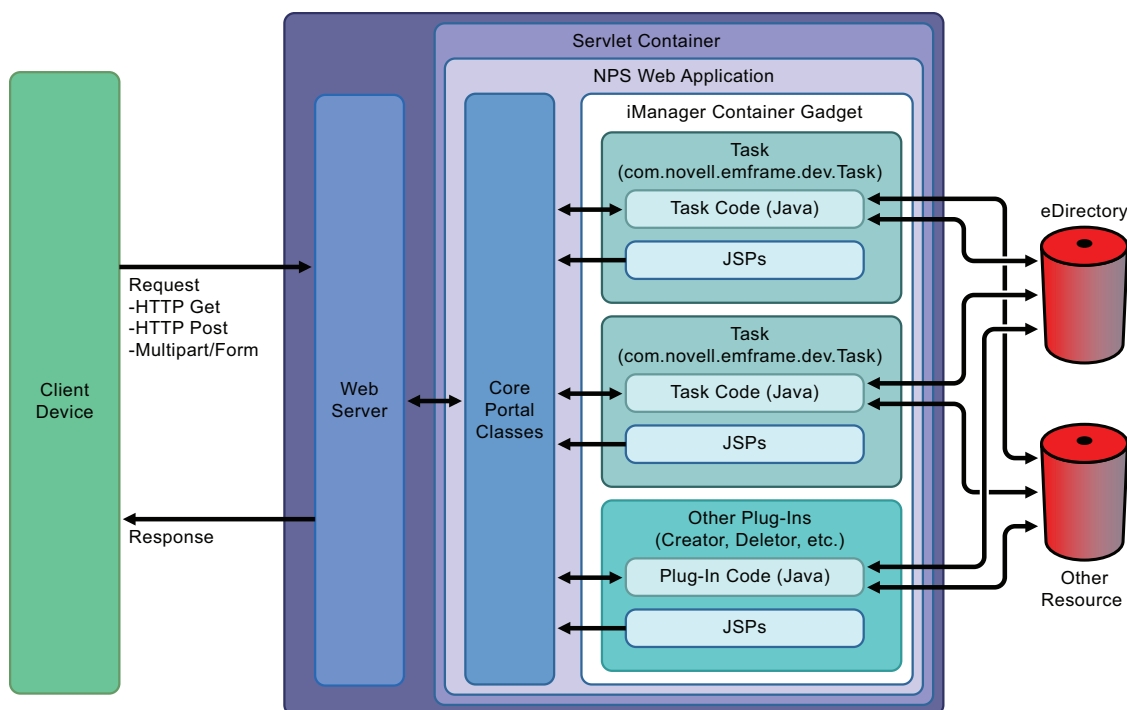 Servlet Container
NPS Web Application
iManager Container Gadget
Task
(com.novell.emframe.dev.Task)
Task Code (Java)
JSPs
Task
(com.novell.emframe.dev.Task)
Task Code (Java)
JSPs
Other Plug-Ins
(Creator, Deletor, etc.)
Plug-In Code (Java)
JSPs
Client
Device
Request
-HTTP Get
-HTTP Post
-Multipart/Form
Response
Web
Server
Core
Portal
Classes
eDirectory
Other
Resource